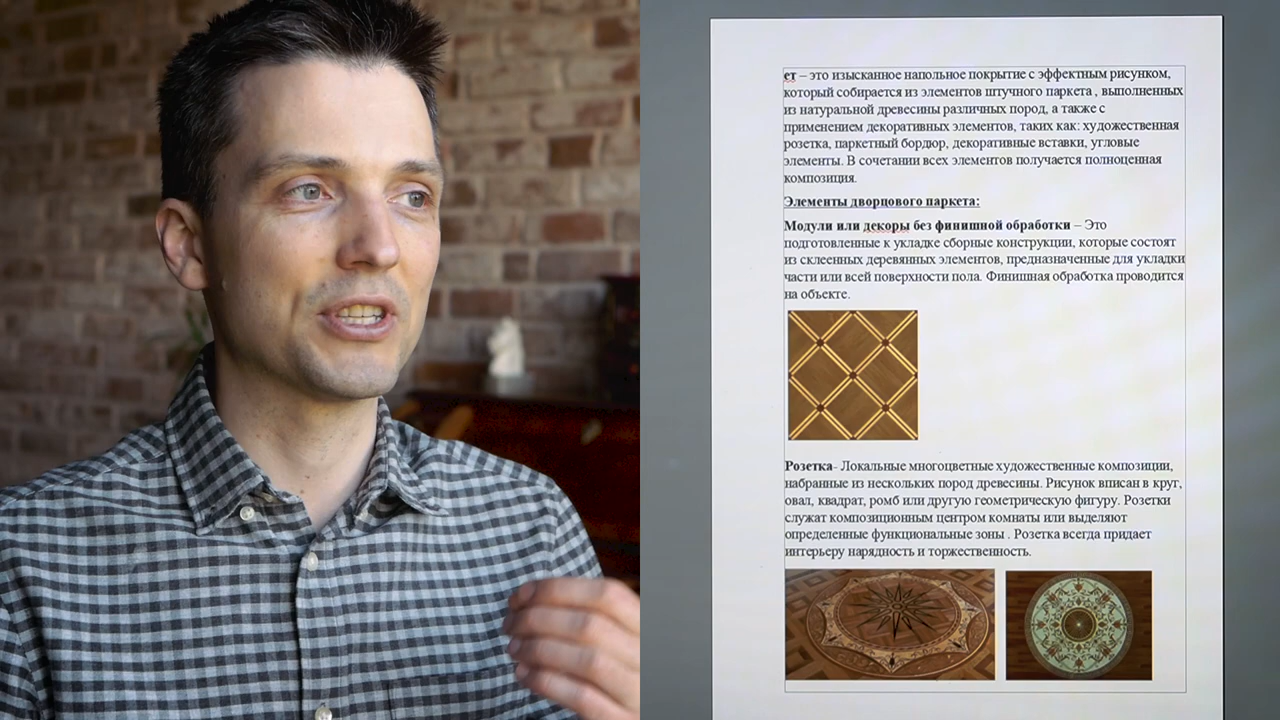 ет – это изысканное напольное покрытие с эффектным рисунком,
который собирается из элементов штучного паркета , выполненных
из натуральной древесины различных пород, а также с
применением декоративных элементов, таких как: художественная
розетка, паркетный бордюр, декоративные вставки, угловые
элементы. В сочетании всех элементов получается полноценная
композиция.
Элементы дворцового паркета:
Модули или декоры без финишной обработки – Это
подготовленные к укладке сборные конструкции, которые состоят
из склеенных деревянных элементов, предназначенные для укладки
части или всей поверхности пола. Финишная обработка проводится
на объекте.
Розетка- Локальные многоцветные художественные композиции,
набранные из нескольких пород древесины. Рисунок вписан в круг,
овал, квадрат, ромб или другую геометрическую фигуру. Розетки
служат композиционным центром комнаты или выделяют
определенные функциональные зоны . Розетка всегда придает
интерьеру нарядность и торжественность.